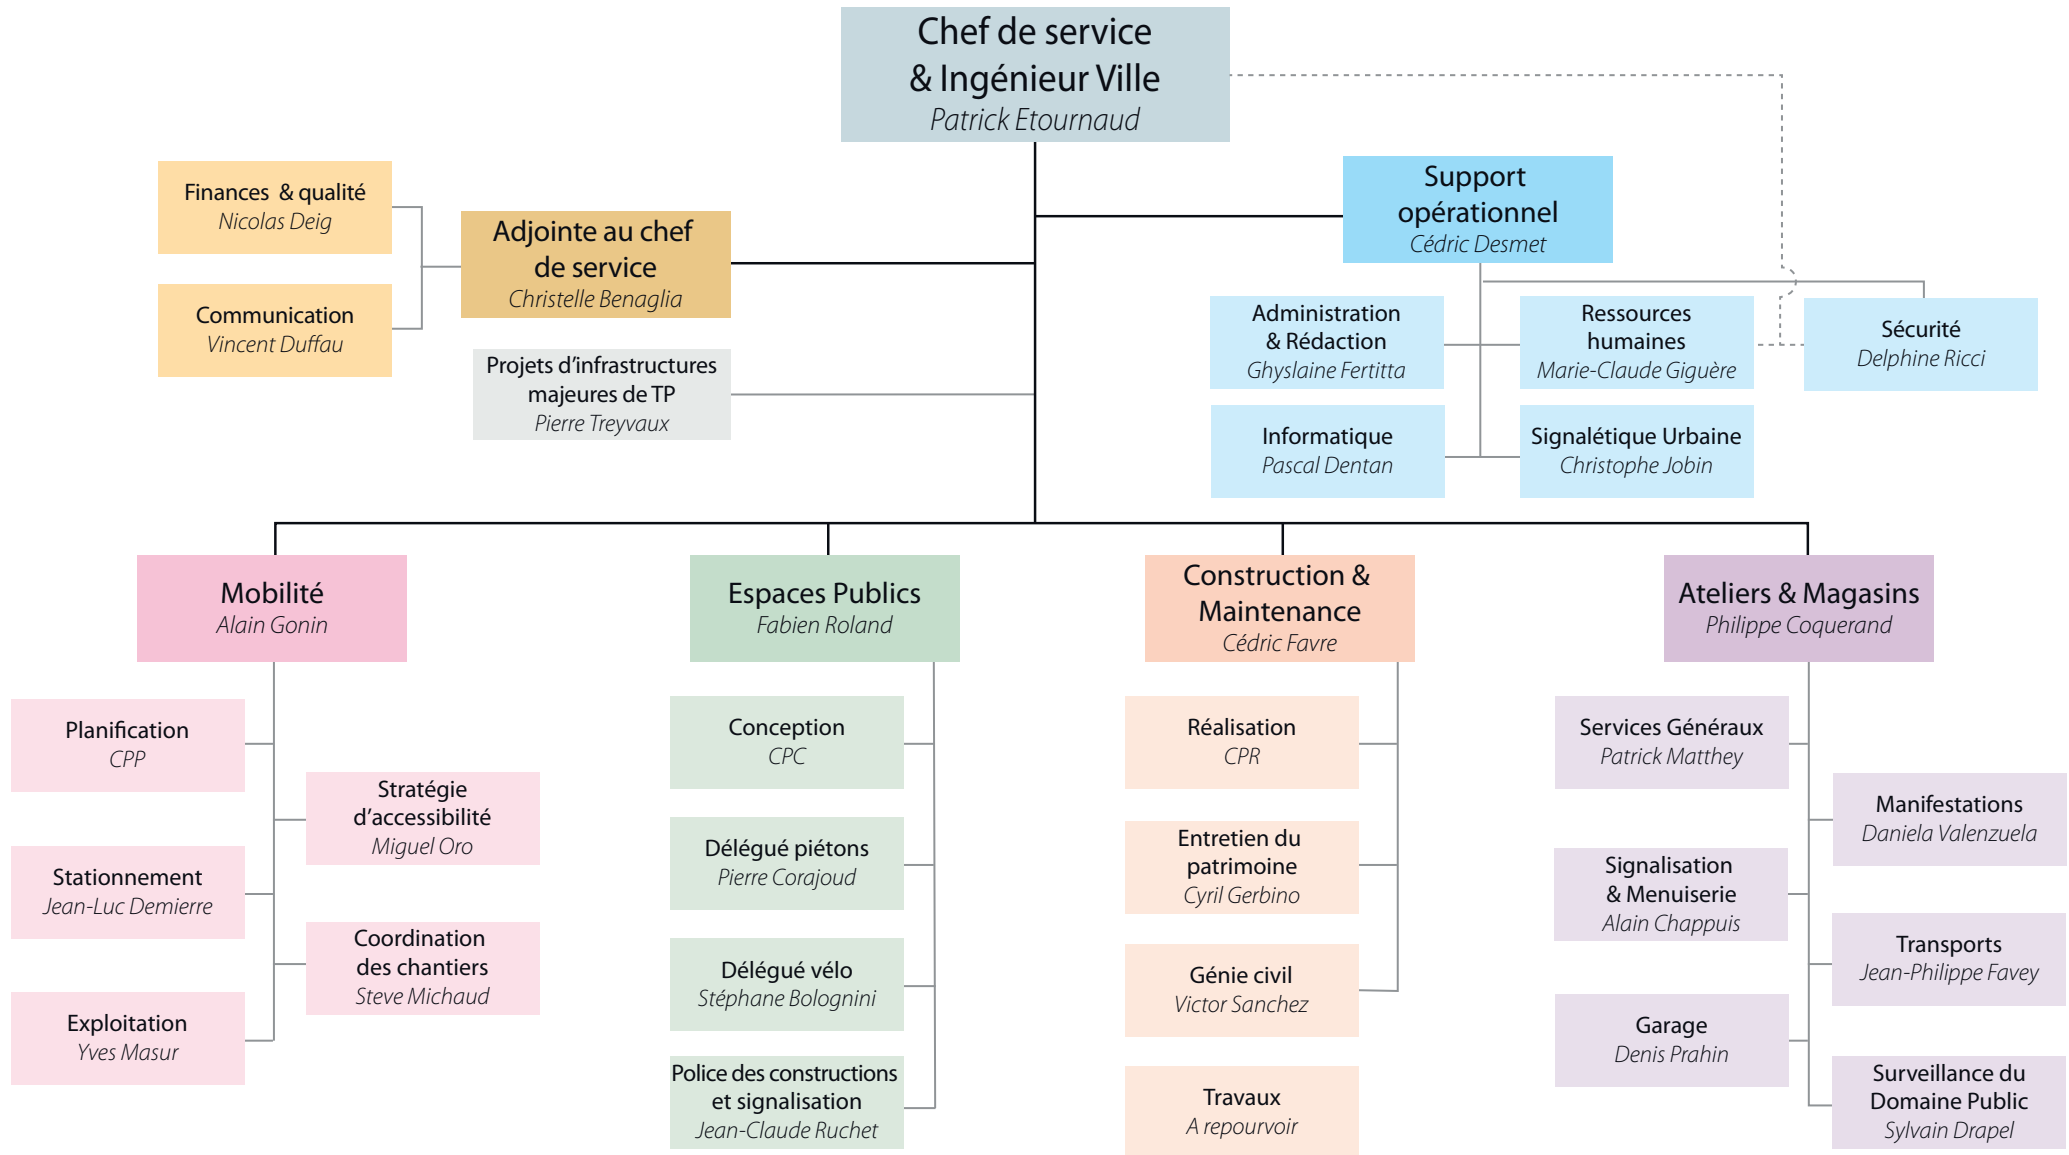 Chef de service
& Ingénieur Ville
Patrick Etournaud
Finances & qualité
Nicolas Deig
Communication
Vincent Duffau
Adjointe au chef
de service
Christelle Benaglia
Projets d’infrastructures
majeures de TP
Pierre Treyvaux
Support
opérationnel
Cédric Desmet
Administration
& Rédaction
Ghyslaine Fertitta
Ressources
humaines
Marie-Claude Giguère
Sécurité
Delphine Ricci
Informatique
Pascal Dentan
Signalétique Urbaine
Christophe Jobin
Mobilité
Alain Gonin
Planification
CPP
Stratégie
d’accessibilité
Miguel Oro
Stationnement
Jean-Luc Demierre
Coordination
des chantiers
Steve Michaud
Exploitation
Yves Masur
Espaces Publics
Fabien Roland
Conception
CPC
Délégué piétons
Pierre Corajoud
Délégué vélo
Stéphane Bolognini
Police des constructions
et signalisation
Jean-Claude Ruchet
Construction &
Maintenance
Cédric Favre
Réalisation
CPR
Entretien du
patrimoine
Cyril Gerbino
Génie civil
Victor Sanchez
Travaux
A repourvoir
Ateliers & Magasins
Philippe Coquerand
Services Généraux
Patrick Matthey
Manifestations
Daniela Valenzuela
Signalisation
& Menuiserie
Alain Chappuis
Transports
Jean-Philippe Favey
Garage
Denis Prahin
Surveillance du
Domaine Public
Sylvain Drapel